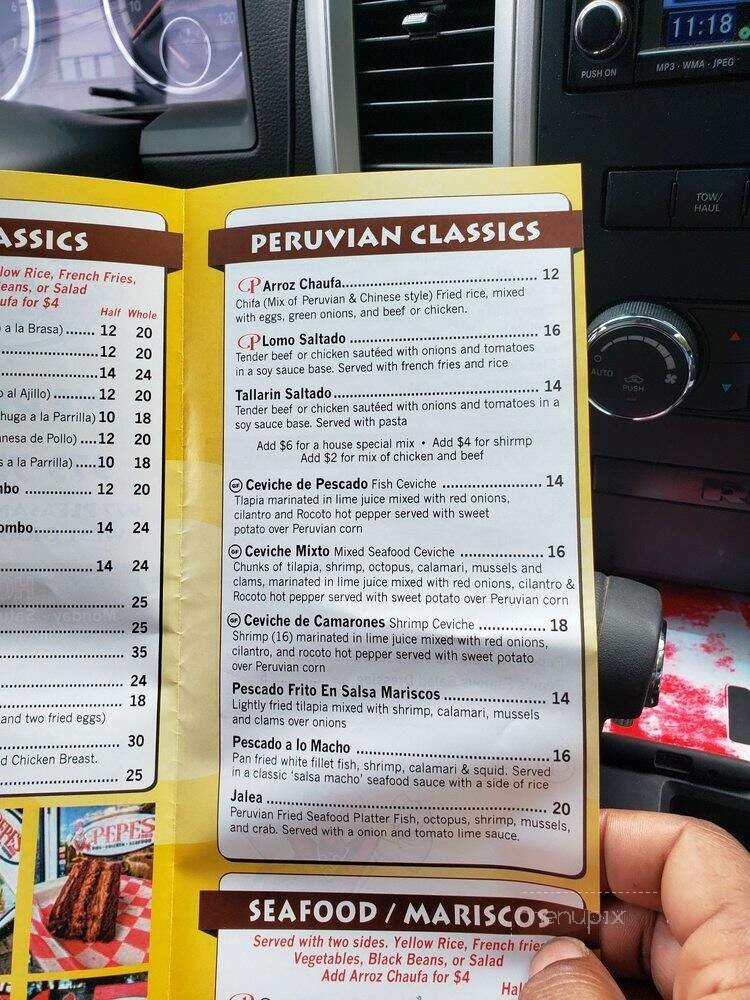 120
11:18
PUSH ON
MP3 · WMA · JPEG
TOW/
HAUL
AUTO
PUSH
ASSICS
low Rice, French Fries,
eans, or Salad
ufa for $4
Half Whole
o a la Brasa) ....... 12 20
12 20
14 24
o al Ajillo) .......... 12 20
huga a la Parrilla) 10 18
nesa de Pollo) ....12 20
s a la Parrilla) .....10 18
mbo ................ 12 20
ombo............... 14 24
14 24
25
25
35
24
18
and two fried eggs)
30
d Chicken Breast.
25
PEPES
PERUVIAN CLASSICS
Arroz Chaufa............................................. 12
Chifa (Mix of Peruvian & Chinese style) Fried rice, mixed
with eggs, green onions, and beef or chicken.
Lomo Saltado ............................................ 16
Tender beef or chicken sautéed with onions and tomatoes
in a soy sauce base. Served with french fries and rice
Tallarin Saltado.................................................. 14
Tender beef or chicken sautéed with onions and tomatoes in a
soy sauce base. Served with pasta
Add $6 for a house special mix • Add $4 for shirmp
Add $2 for mix of chicken and beef
GF Ceviche de Pescado Fish Ceviche ........................ 14
Tlapia marinated in lime juice mixed with red onions,
cilantro and Rocoto hot pepper served with sweet
potato over Peruvian corn
GF Ceviche Mixto Mixed Seafood Ceviche ................... 16
Chunks of tilapia, shrimp, octopus, calamari, mussels and
clams, marinated in lime juice mixed with red onions, cilantro &
Rocoto hot pepper served with sweet potato over Peruvian corn
GF Ceviche de Camarones Shrimp Ceviche ................ 18
Shrimp (16) marinated in lime juice mixed with red onions,
cilantro, and rocoto hot pepper served with sweet potato
over Peruvian corn
Pescado Frito En Salsa Mariscos ....................... 14
Lightly fried tilapia mixed with shrimp, calamari, mussels
and clams over onions
Pescado a lo Macho ............................................ 16
Pan fried white fillet fish, shrimp, calamari & squid. Served
in a classic 'salsa macho' seafood sauce with a side of rice
Jalea ................................................................ 20
Peruvian Fried Seafood Platter Fish, octopus, shrimp, mussels,
and crab. Served with a onion and tomato lime sauce.
SEAFOOD / MARISCOS
Served with two sides. Yellow Rice, French fries
Vegetables, Black Beans, or Salad
Add Arroz Chaufa for $4
Hal
menupix